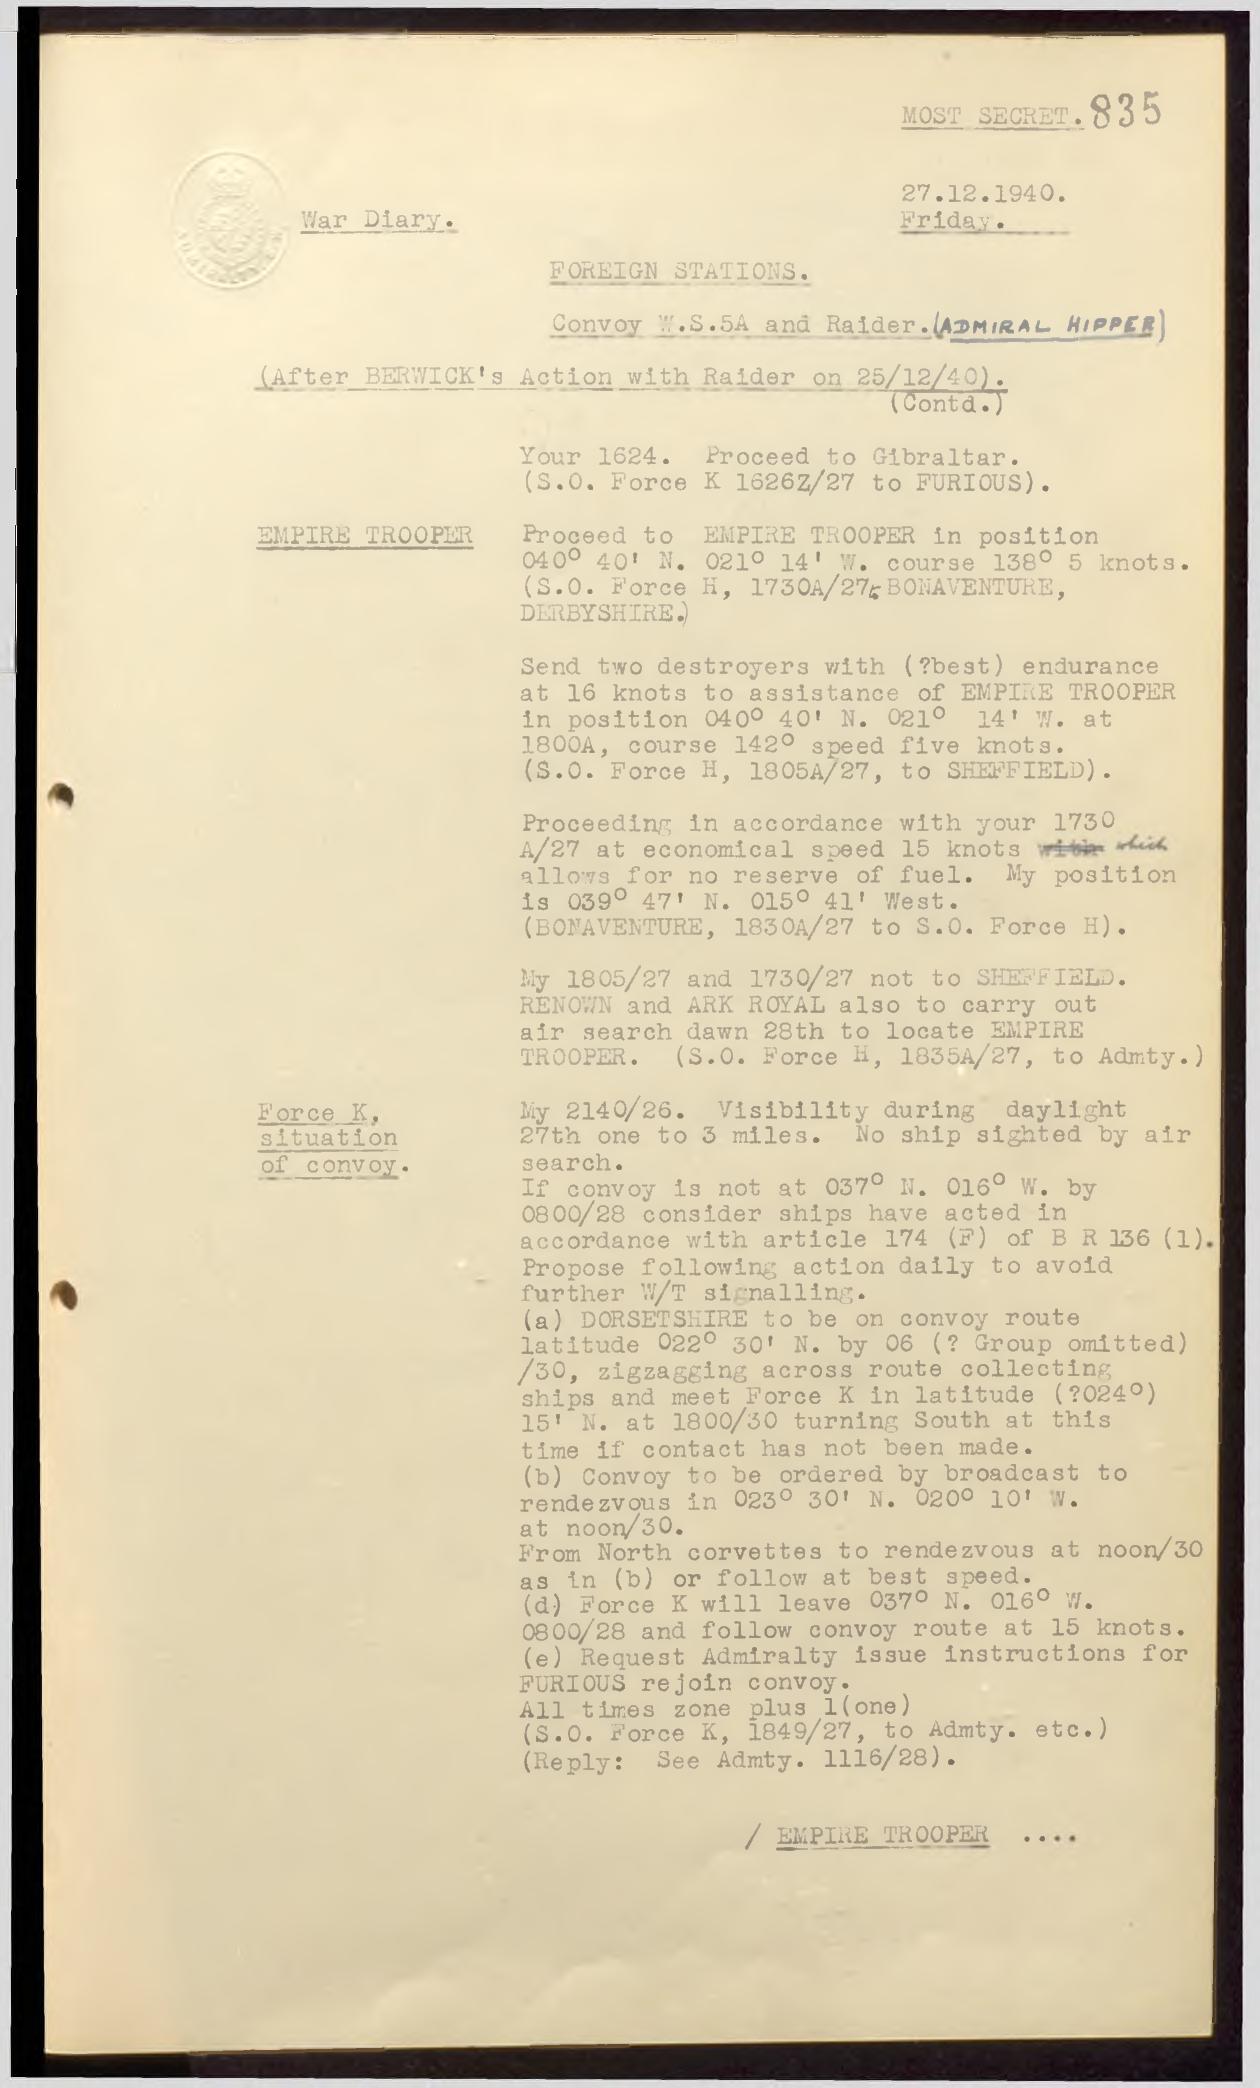 MOST SECRET. 835
27.12.1940.
War Diary.
Friday.
FOREIGN STATIONS.
Convoy W.S.5A and Raider.(ADMIRAL HIPPER)
(After BERWICK's Action with Raider on 25/12/40).
(Contd.)
Your 1624. Proceed to Gibraltar.
(S.O. Force K 1626Z/27 to FURIOUS).
EMPIRE TROOPER Proceed to EMPIRE TROOPER in position
040° 40' N. 021° 14' W. course 138° 5 knots.
(S.O. Force H, 1730A/27, BONAVENTURE,
DERBYSHIRE.)
Send two destroyers with (?best) endurance
at 16 knots to assistance of EMPIRE TROOPER
in position 040° 40' N. 021° 14' W. at
1800A, course 142° speed five knots.
(S.O. Force H, 1805A/27, to SHEFFIELD).
Proceeding in accordance with your 1730
A/27 at economical speed 15 knots with which
allows for no reserve of fuel. My position
is 039° 47' N. 015° 41' West.
(BONAVENTURE, 1830A/27 to S.O. Force H).
My 1805/27 and 1730/27 not to SHEFFIELD.
RENOWN and ARK ROYAL also to carry out
air search dawn 28th to locate EMPIRE
TROOPER. (S.O. Force H, 1835A/27, to Admty.)
Force K, My 2140/26. Visibility during daylight
situation 27th one to 3 miles. No ship sighted by air
of convoy. search.
If convoy is not at 037° N. 016° W. by
0800/28 consider ships have acted in
accordance with article 174 (F) of B R 136 (1).
Propose following action daily to avoid
further W/T signalling.
(a) DORSETSHIRE to be on convoy route
latitude 022° 30' N. by 06 (? Group omitted)
/30, zigzagging across route collecting
ships and meet Force K in latitude (?024°)
15' N. at 1800/30 turning South at this
time if contact has not been made.
(b) Convoy to be ordered by broadcast to
rendezvous in 023° 30' N. 020° 10' W.
at noon/30.
From North corvettes to rendezvous at noon/30
as in (b) or follow at best speed.
(d) Force K will leave 037° N. 016° W.
0800/28 and follow convoy route at 15 knots.
(e) Request Admiralty issue instructions for
FURIOUS rejoin convoy.
All times zone plus 1(one)
(S.O. Force K, 1849/27, to Admty. etc.)
(Reply: See Admty. 1116/28).
/ EMPIRE TROOPER ....